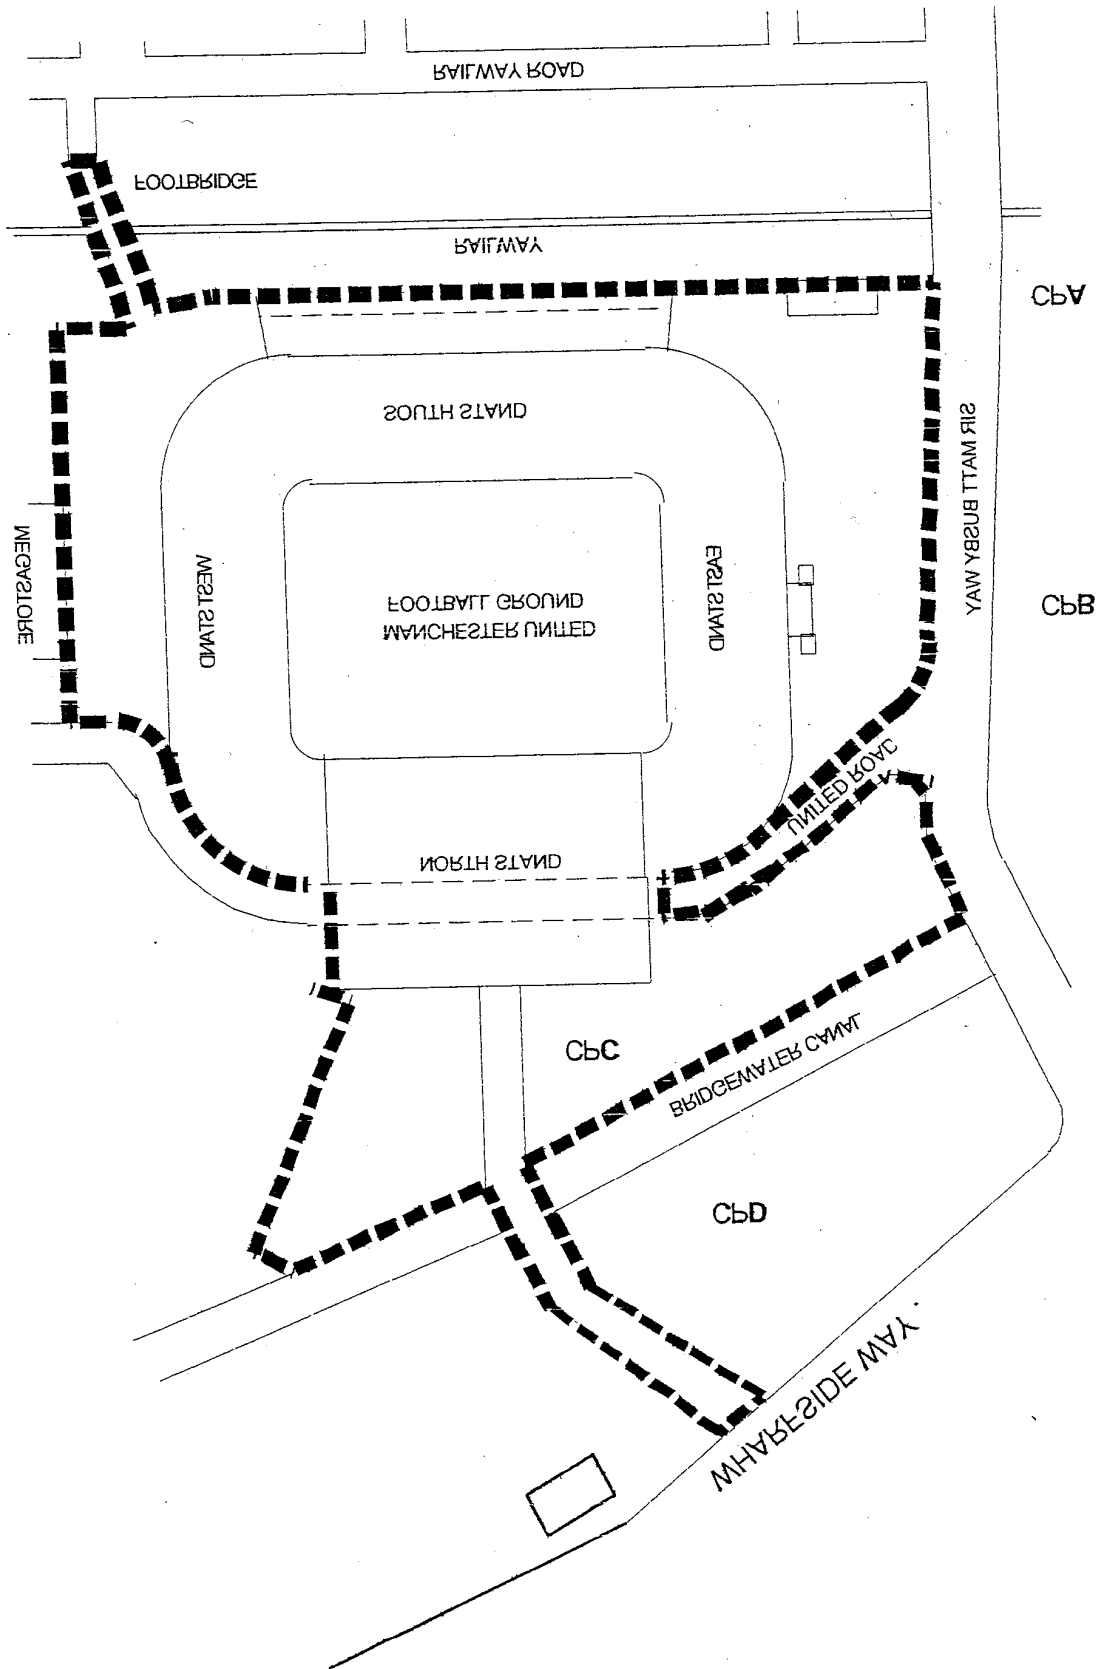 WHARFSIDE WAY.
CPD
BRIDGEWATER CANAL
CPC
NORTH STAND
UNITED ROAD
MANCHESTER UNITED
FOOTBALL GROUND
MEGASTORE
WEST STAND
EAST STAND
SIR MATT BUSBY WAY
CPB
SOUTH STAND
CPA
RAILWAY
FOOTBRIDGE
RAILWAY ROAD